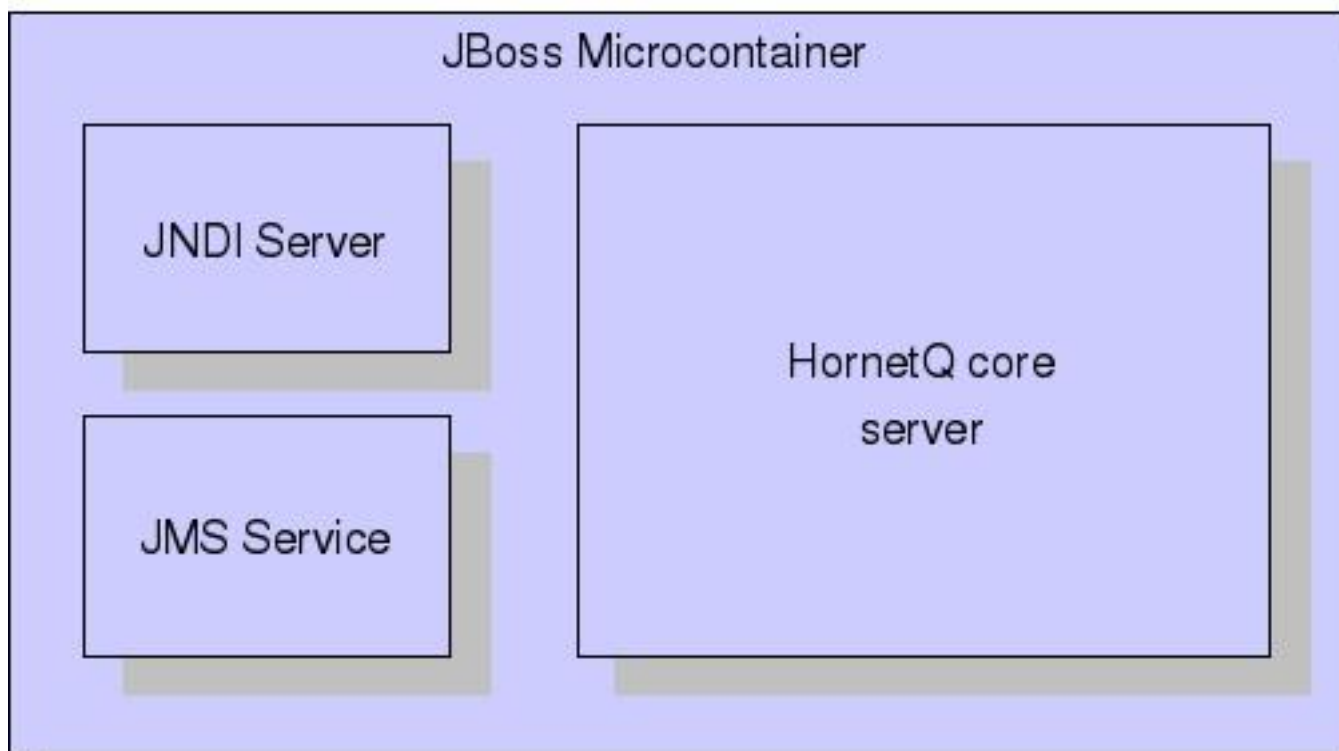 JBoss Microcontainer
JNDI Server
JMS Service
HornetQ core
server